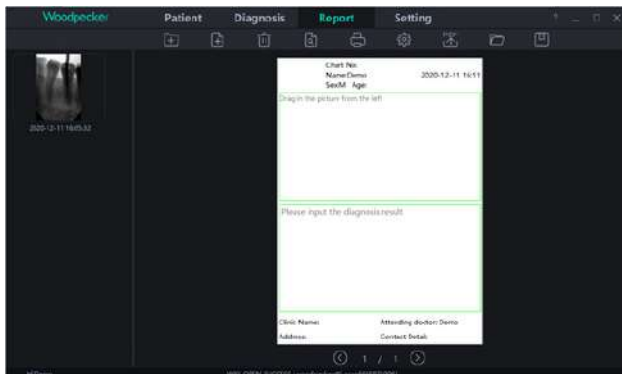 Woodpecker Patient Diagnosis Report Setting
Chart No:
Name:Demo 2020-12-11 16:11
Sex:M Age:
Drag in the picture from the left
2020-12-11 16:05:32
Please input the diagnosis result
Clinic Name: Attending doctor: Demo
Address: Contact Detail:
1 / 1